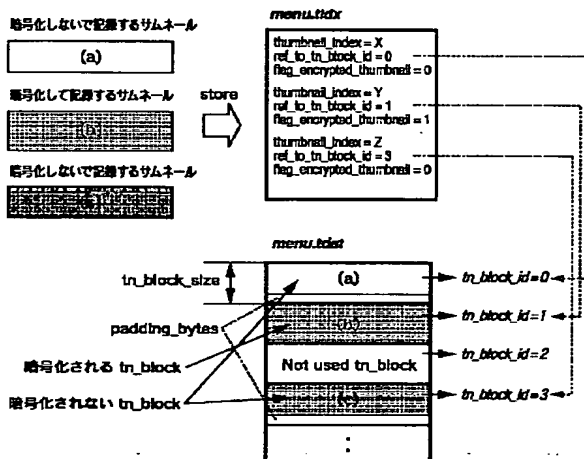 暗号化しないで記録するサムネール
(a)
暗号化して記録するサムネール
(b)
暗号化しないで記録するサムネール
(c)
store
menu.tidx
thumbnail_index = X
ref_to_tn_block_id = 0
flag_encrypted_thumbnail = 0
thumbnail_index = Y
ref_to_tn_block_id = 1
flag_encrypted_thumbnail = 1
thumbnail_index = Z
ref_to_tn_block_id = 3
flag_encrypted_thumbnail = 0
menu.tdat
tn_block_size
(a)
tn_block_id=0
padding_bytes
(b)
tn_block_id=1
暗号化される tn_block
Not used tn_block
tn_block_id=2
暗号化されない tn_block
(c)
tn_block_id=3